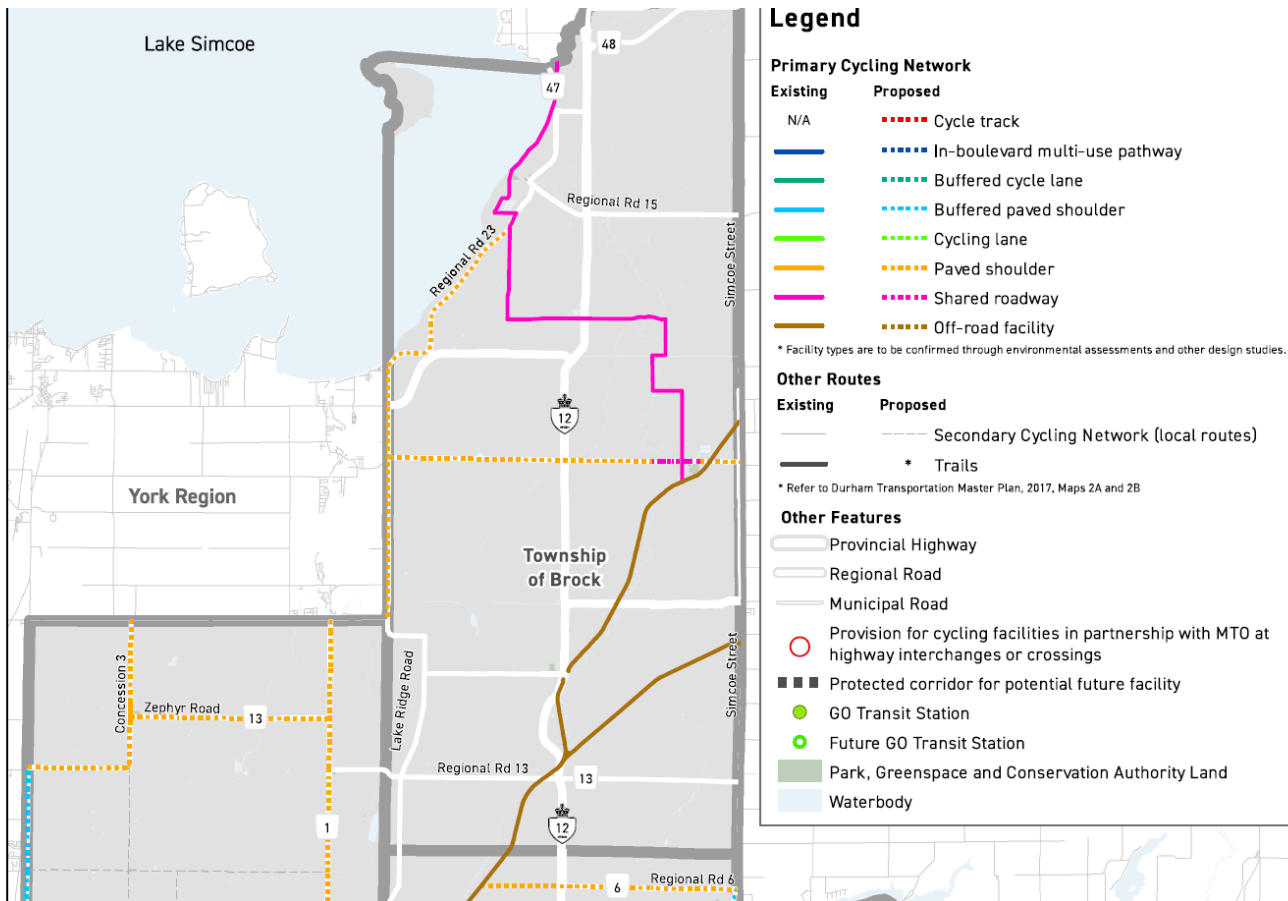 Lake Simcoe
48
47
Regional Rd 15
Regional Rd 23
Simcoe Street
12
York Region
Township
of Brock
Concession 3
Zephyr Road
13
Lake Ridge Road
Simcoe Street
Regional Rd 13
13
1
12
Regional Rd 6
6
Legend
Primary Cycling Network
Existing Proposed
N/A Cycle track
In-boulevard multi-use pathway
Buffered cycle lane
Buffered paved shoulder
Cycling lane
Paved shoulder
Shared roadway
Off-road facility
* Facility types are to be confirmed through environmental assessments and other design studies.
Other Routes
Existing Proposed
Secondary Cycling Network (local routes)
* Trails
* Refer to Durham Transportation Master Plan, 2017, Maps 2A and 2B
Other Features
Provincial Highway
Regional Road
Municipal Road
Provision for cycling facilities in partnership with MTO at
highway interchanges or crossings
Protected corridor for potential future facility
GO Transit Station
Future GO Transit Station
Park, Greenspace and Conservation Authority Land
Waterbody